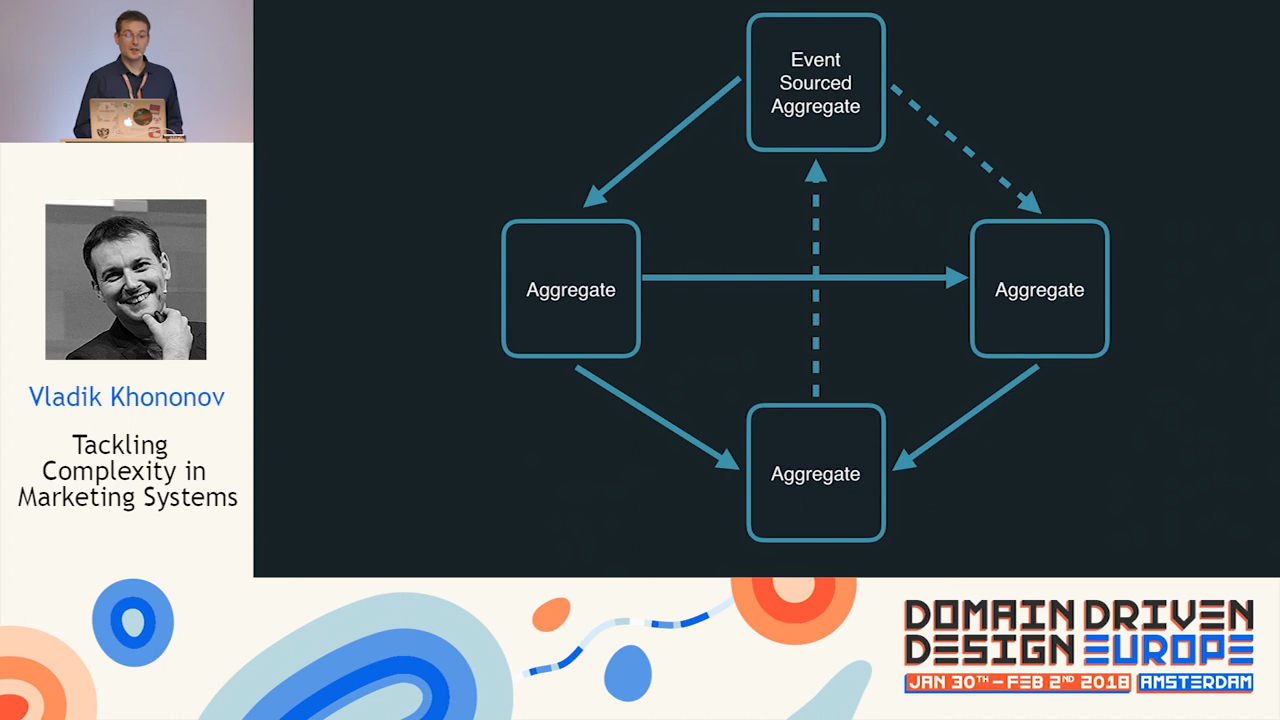 Event
Sourced
Aggregate
Aggregate
Aggregate
Aggregate
Vladik Khononov
Tackling
Complexity in
Marketing Systems
DOMAIN DRIVEN
DESIGN EUROPE
JAN 30TH - FEB 2ND 2018 AMSTERDAM